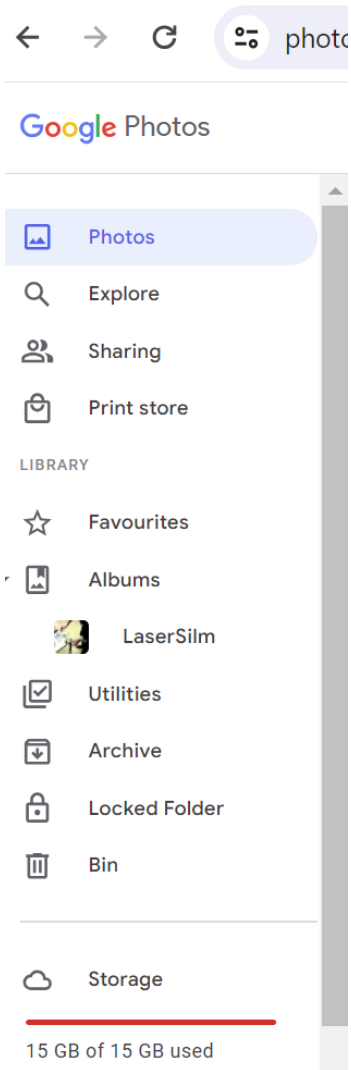 photo
Google Photos
Photos
Explore
Sharing
Print store
LIBRARY
Favourites
Albums
LaserSilm
Utilities
Archive
Locked Folder
Bin
Storage
15 GB of 15 GB used